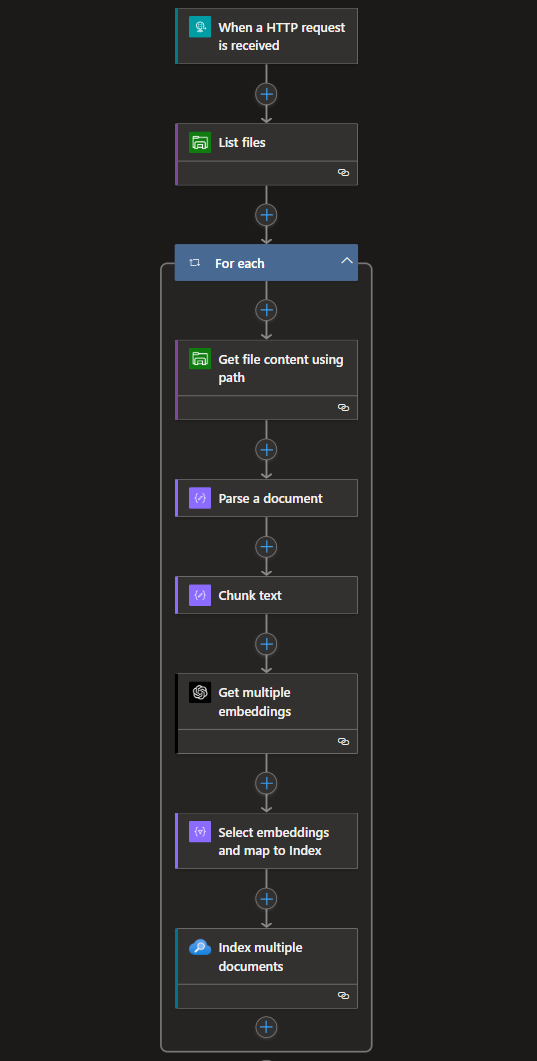 When a HTTP request
is received
List files
For each
Get file content using
path
Parse a document
Chunk text
Get multiple
embeddings
Select embeddings
and map to Index
Index multiple
documents